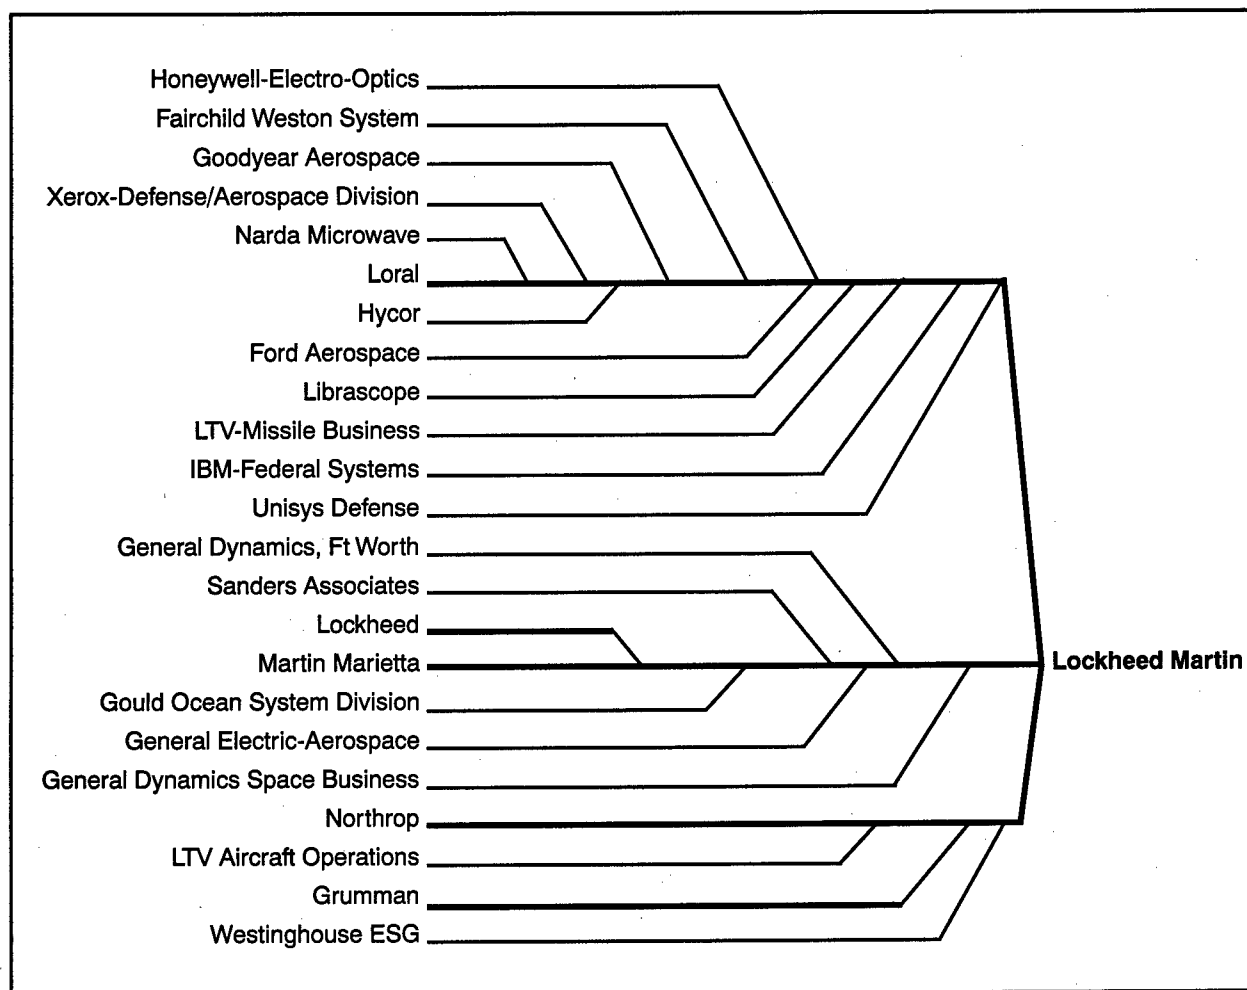 Honeywell-Electro-Optics
Fairchild Weston System
Goodyear Aerospace
Xerox-Defense/Aerospace Division
Narda Microwave
Loral
Hycor
Ford Aerospace
Librascope
LTV-Missile Business
IBM-Federal Systems
Unisys Defense
General Dynamics, Ft Worth
Sanders Associates
Lockheed
Martin Marietta
Lockheed Martin
Gould Ocean System Division
General Electric-Aerospace
General Dynamics Space Business
Northrop
LTV Aircraft Operations
Grumman
Westinghouse ESG